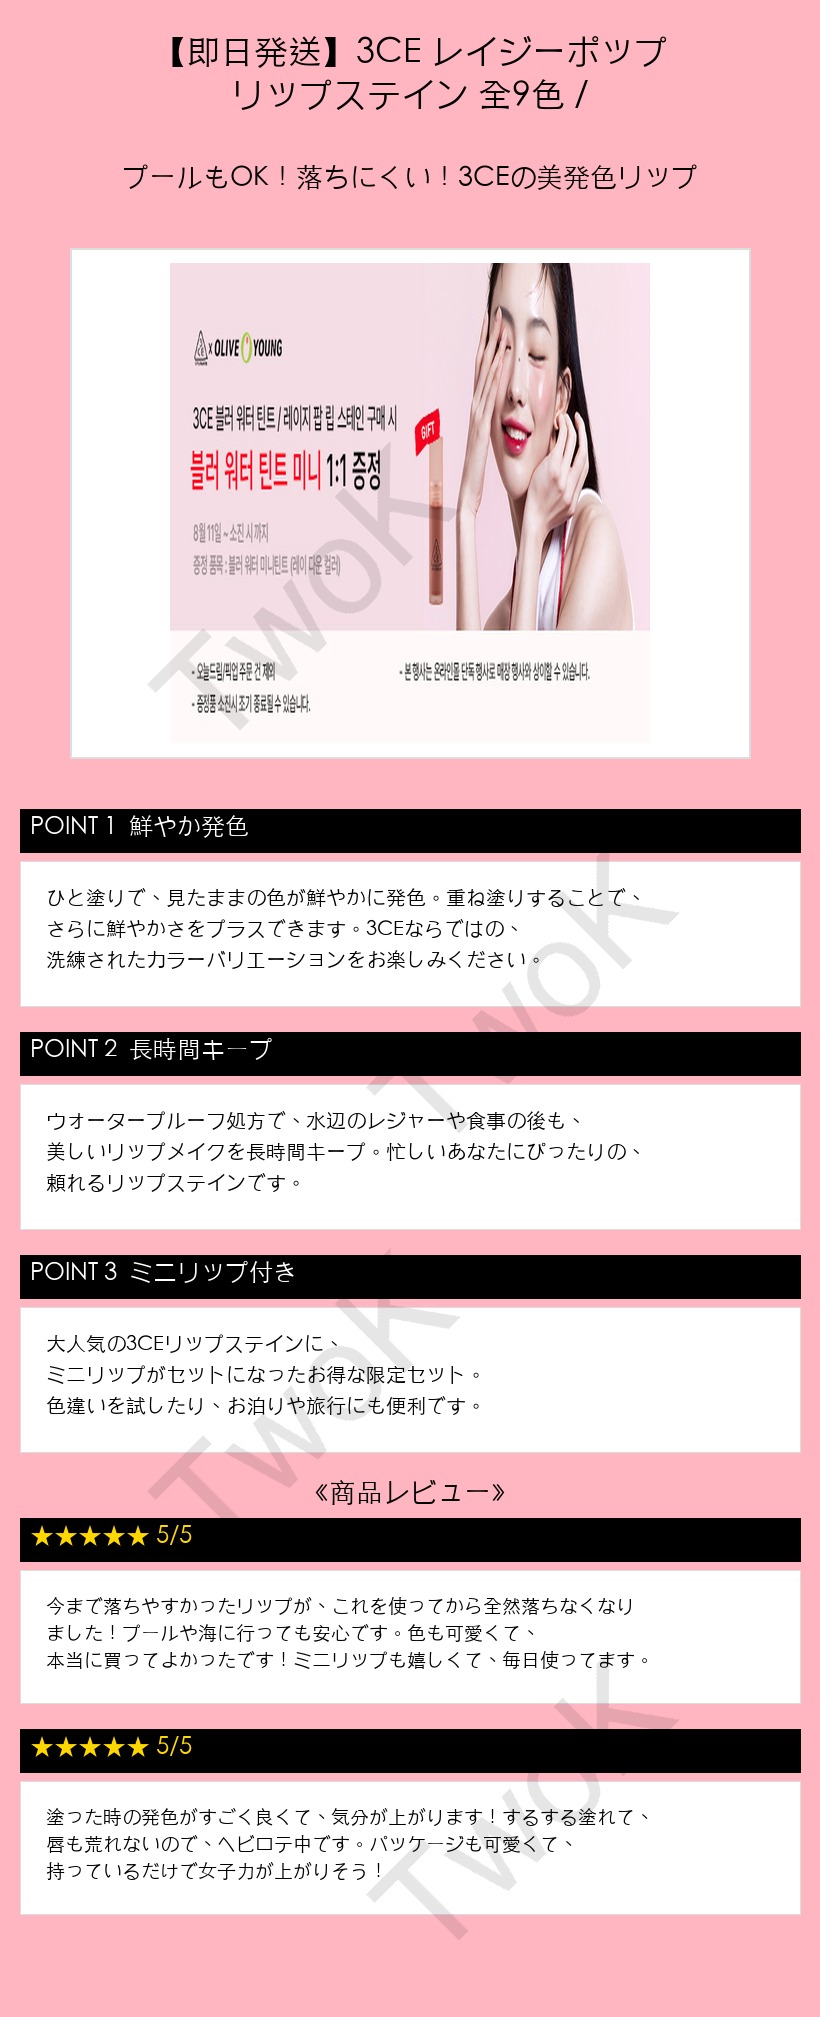 【即日発送】3CE レイジーポップ
リップステイン 全9色 /
プールもOK！落ちにくい！3CEの美発色リップ
3CE x OLIVE YOUNG
3CE 블러 워터 틴트 / 레이지 팝 립 스테인 구매 시
블러 워터 틴트 미니 1:1 증정
GIFT
8월 11일 ~ 소진 시 까지
증정 품목 : 블러 워터 미니틴트 (레이 다운 컬러)
- 오늘드림/픽업 주문 건 제외
- 본 행사는 온라인몰 단독 행사로 매장 행사와 상이할 수 있습니다.
- 증정품 소진시 조기 종료될 수 있습니다.
TwoK
POINT 1 鮮やか発色
ひと塗りで、見たままの色が鮮やかに発色。重ね塗りすることで、
さらに鮮やかさをプラスできます。3CEならではの、
洗練されたカラーバリエーションをお楽しみください。
TwoK
POINT 2 長時間キープ
ウォータープルーフ処方で、水辺のレジャーや食事の後も、
美しいリップメイクを長時間キープ。忙しいあなたにぴったりの、
頼れるリップステインです。
POINT 3 ミニリップ付き
大人気の3CEリップステインに、
ミニリップがセットになったお得な限定セット。
色違いを試したり、お泊りや旅行にも便利です。
TwoK
《商品レビュー》
★★★★★ 5/5
今まで落ちやすかったリップが、これを使ってから全然落ちなくなり
ました！プールや海に行っても安心です。色も可愛くて、
本当に買ってよかったです！ミニリップも嬉しくて、毎日使ってます。
★★★★★ 5/5
塗った時の発色がすごく良くて、気分が上がります！するする塗れて、
唇も荒れないので、ヘビロテ中です。パッケージも可愛くて、
持っているだけで女子力が上がりそう！
TwoK